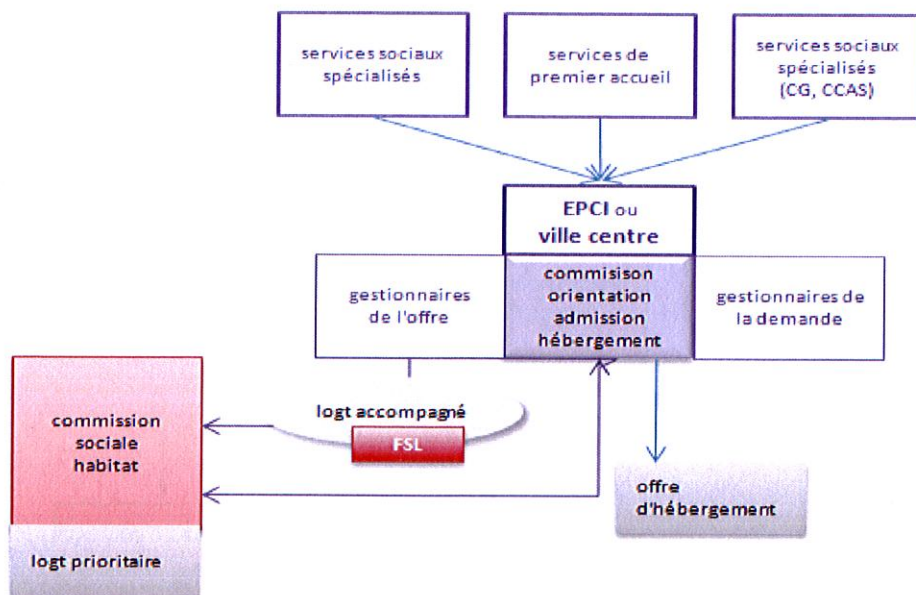 services sociaux
spécialisés
services de
premier accueil
services sociaux
spécialisés
(CG, CCAS)
EPCI ou
ville centre
gestionnaires
de l'offre
commisison
orientation
admission
hébergement
gestionnaires de
la demande
commission
sociale
habitat
logt accompagné
FSL
offre
d'hébergement
logt prioritaire